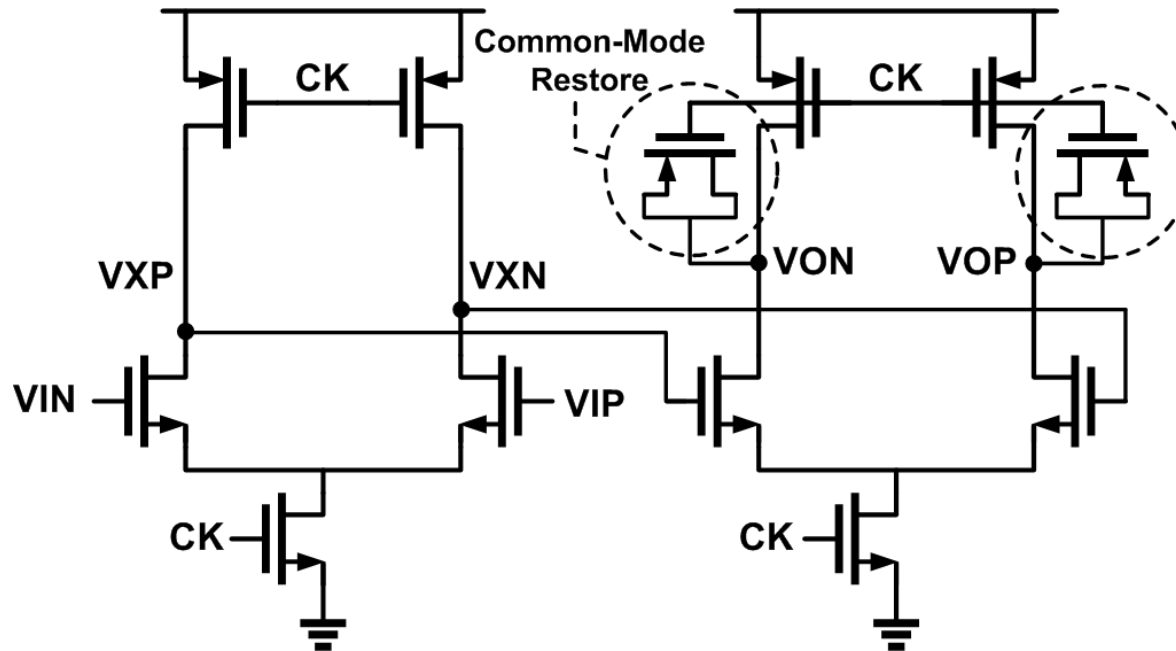 Common-Mode
Restore
CK
CK
VXP
VXN
VON
VOP
VIN
VIP
CK
CK